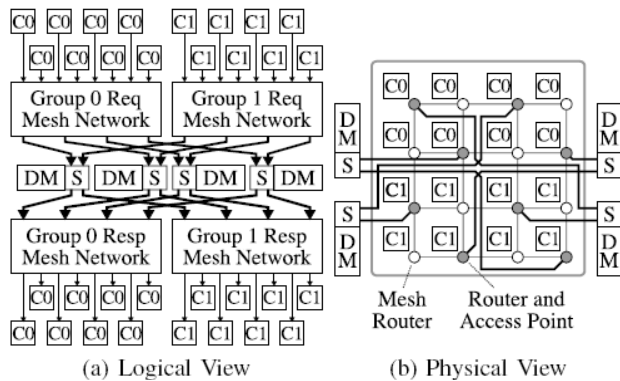 C0 C0 C0 C0 C1 C1 C1 C1
C0 C0 C0 C0 C1 C1 C1 C1
Group 0 Req
Mesh Network
Group 1 Req
Mesh Network
DM S DM S S DM S DM
Group 0 Resp
Mesh Network
Group 1 Resp
Mesh Network
C0 C0 C0 C0 C1 C1 C1 C1
C0 C0 C0 C0 C1 C1 C1 C1
(a) Logical View
C0 C0 C0 C0
DM
S
C0 C0 C0 C0
DM
S
S
DM
C1 C1 C1 C1
S
DM
C1 C1 C1 C1
Mesh
Router
Router and
Access Point
(b) Physical View